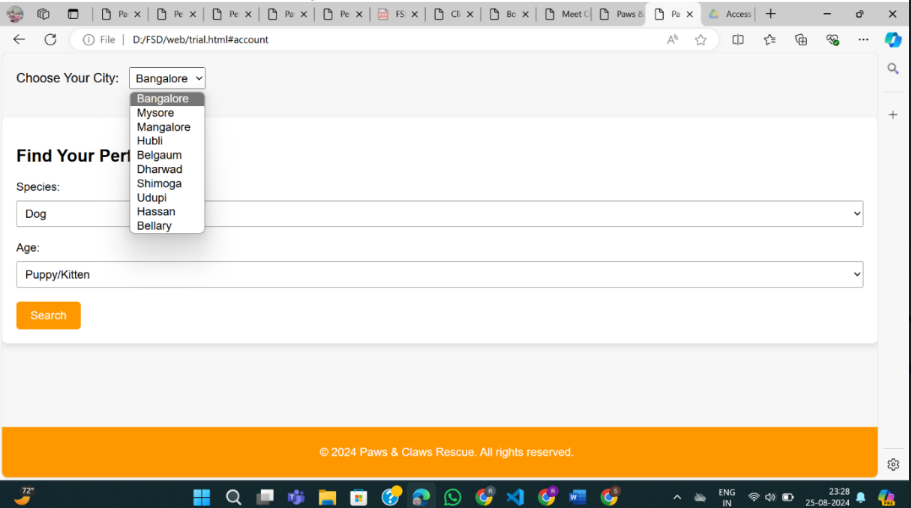 Pa
Pe
Pe
Pa
Pe
FS
Cli
Bo
Meet C
Paws &
Pa
Access
File | D:/FSD/web/trial.html#account
Choose Your City: Bangalore
Bangalore
Mysore
Mangalore
Hubli
Belgaum
Dharwad
Shimoga
Udupi
Hassan
Bellary
Find Your Perf
Species:
Dog
Age:
Puppy/Kitten
Search
© 2024 Paws & Claws Rescue. All rights reserved.
72°
ENG
IN
23:28
25-08-2024